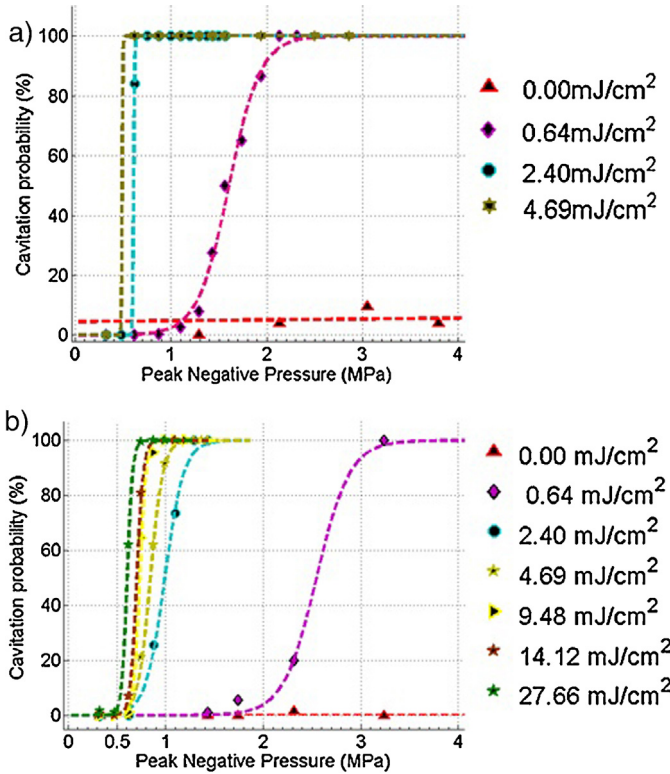 a)
100
80
60
40
20
0
Cavitation probability (%)
0 1 2 3 4
Peak Negative Pressure (MPa)
0.00mJ/cm²
0.64mJ/cm²
2.40mJ/cm²
4.69mJ/cm²
b)
100
80
60
40
20
0
Cavitation probability (%)
0 0.5 1 2 3 4
Peak Negative Pressure (MPa)
0.00 mJ/cm²
0.64 mJ/cm²
2.40 mJ/cm²
4.69 mJ/cm²
9.48 mJ/cm²
14.12 mJ/cm²
27.66 mJ/cm²